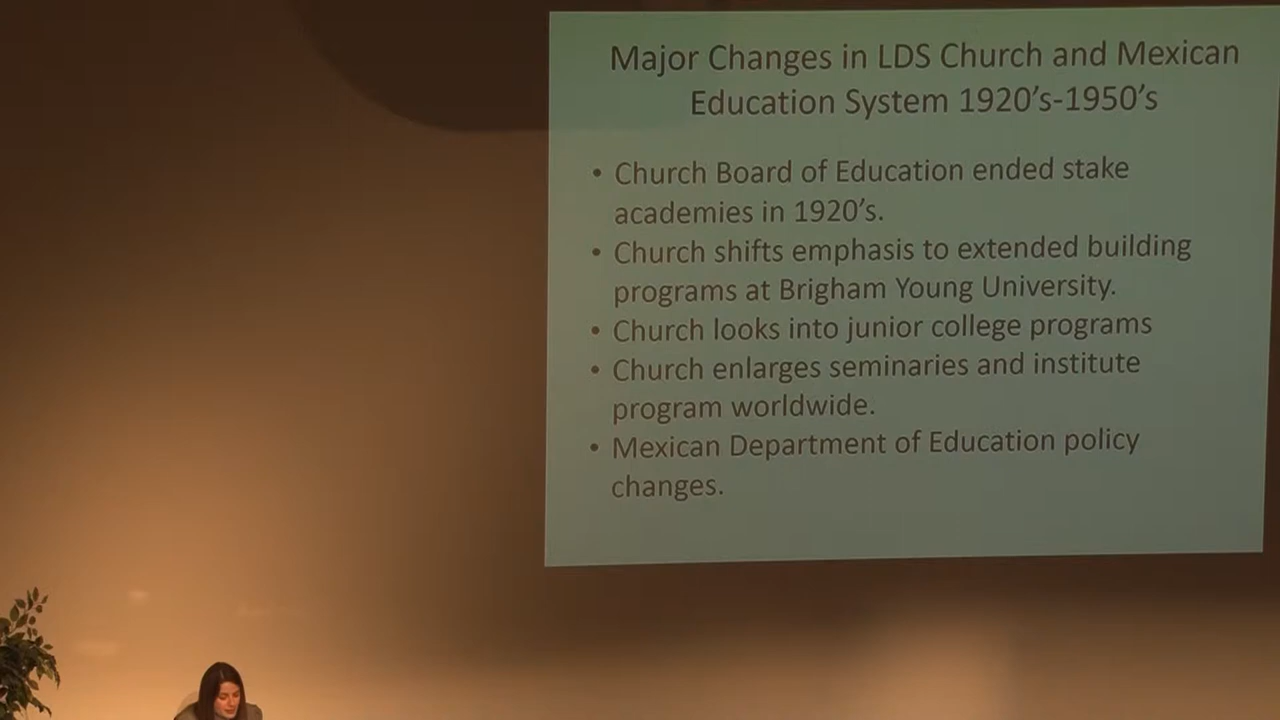 Major Changes in LDS Church and Mexican
Education System 1920's-1950's
• Church Board of Education ended stake
academies in 1920's.
• Church shifts emphasis to extended building
programs at Brigham Young University.
• Church looks into junior college programs
• Church enlarges seminaries and institute
program worldwide.
• Mexican Department of Education policy
changes.